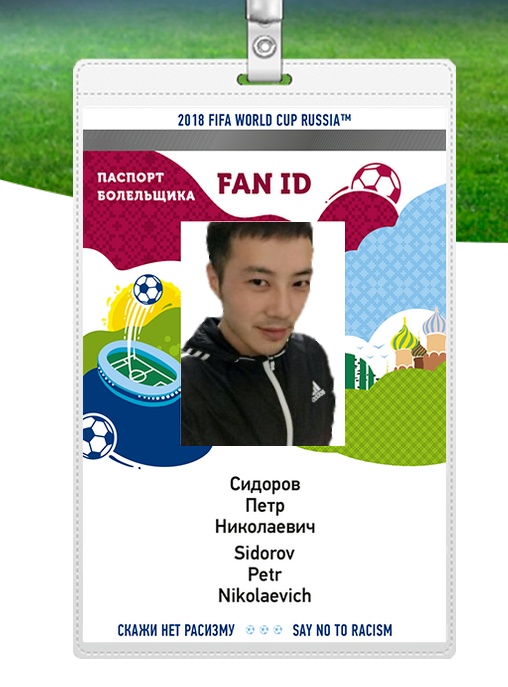 2018 FIFA WORLD CUP RUSSIA™
ПАСПОРТ
БОЛЕЛЬЩИКА
FAN ID
adidas
Сидоров
Петр
Николаевич
Sidorov
Petr
Nikolaevich
СКАЖИ НЕТ РАСИЗМУ SAY NO TO RACISM